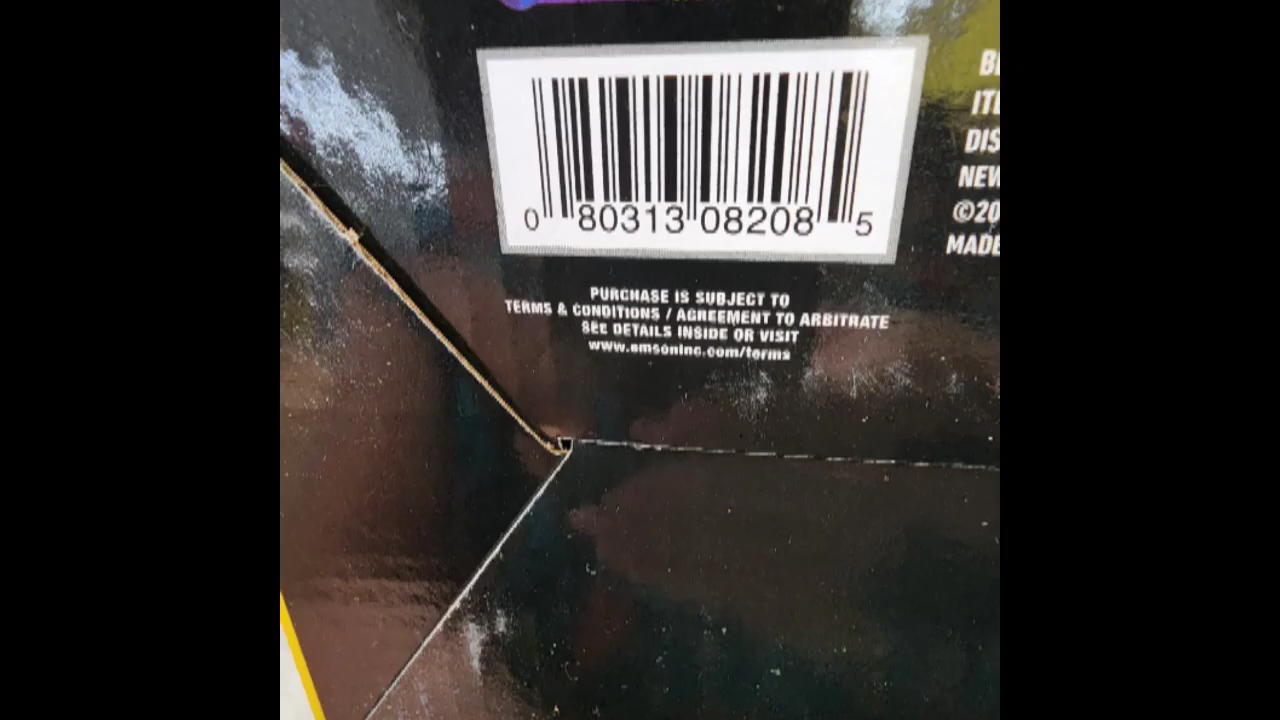 0 80313 08208 5
PURCHASE IS SUBJECT TO
TERMS & CONDITIONS / AGREEMENT TO ARBITRATE
SEE DETAILS INSIDE OR VISIT
www.emsoninc.com/terms
MADE